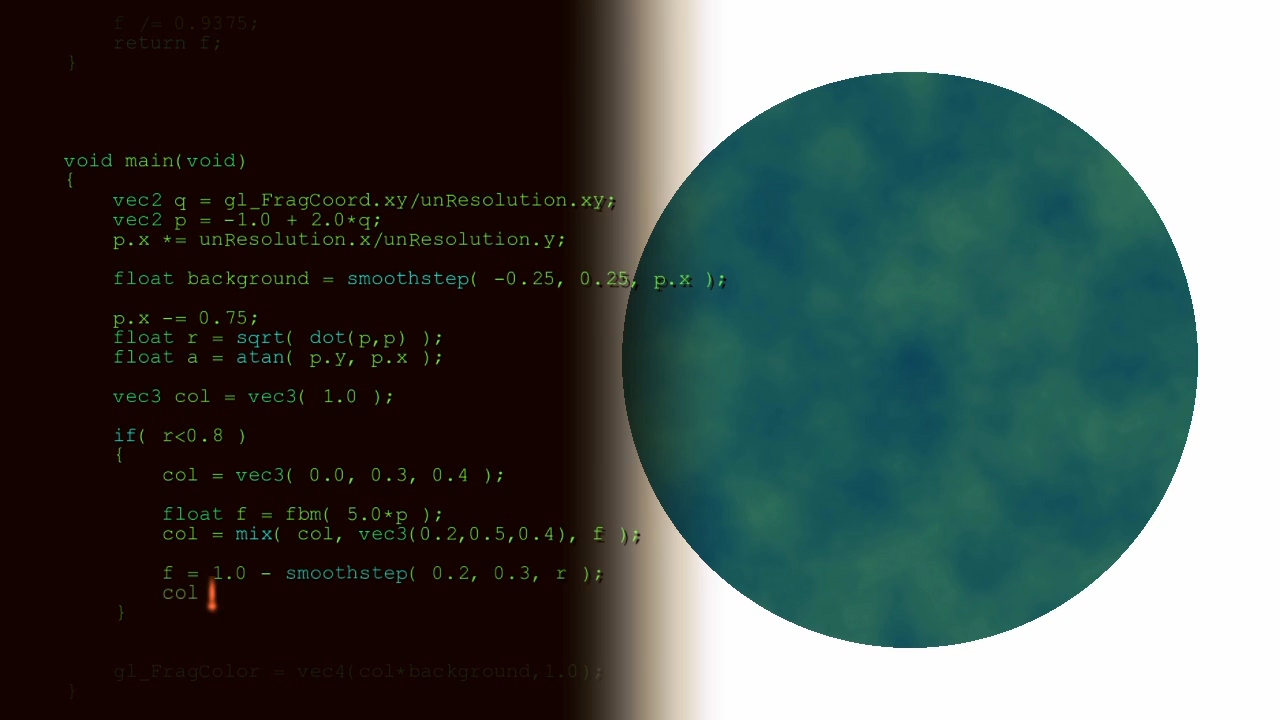 f /= 0.9375;
return f;
}
void main(void)
{
vec2 q = gl_FragCoord.xy/unResolution.xy;
vec2 p = -1.0 + 2.0*q;
p.x *= unResolution.x/unResolution.y;
float background = smoothstep( -0.25, 0.25, p.x );
p.x -= 0.75;
float r = sqrt( dot(p,p) );
float a = atan( p.y, p.x );
vec3 col = vec3( 1.0 );
if( r<0.8 )
{
col = vec3( 0.0, 0.3, 0.4 );
float f = fbm( 5.0*p );
col = mix( col, vec3(0.2,0.5,0.4), f );
f = 1.0 - smoothstep( 0.2, 0.3, r );
col
}
gl_FragColor = vec4(col*background,1.0);
}